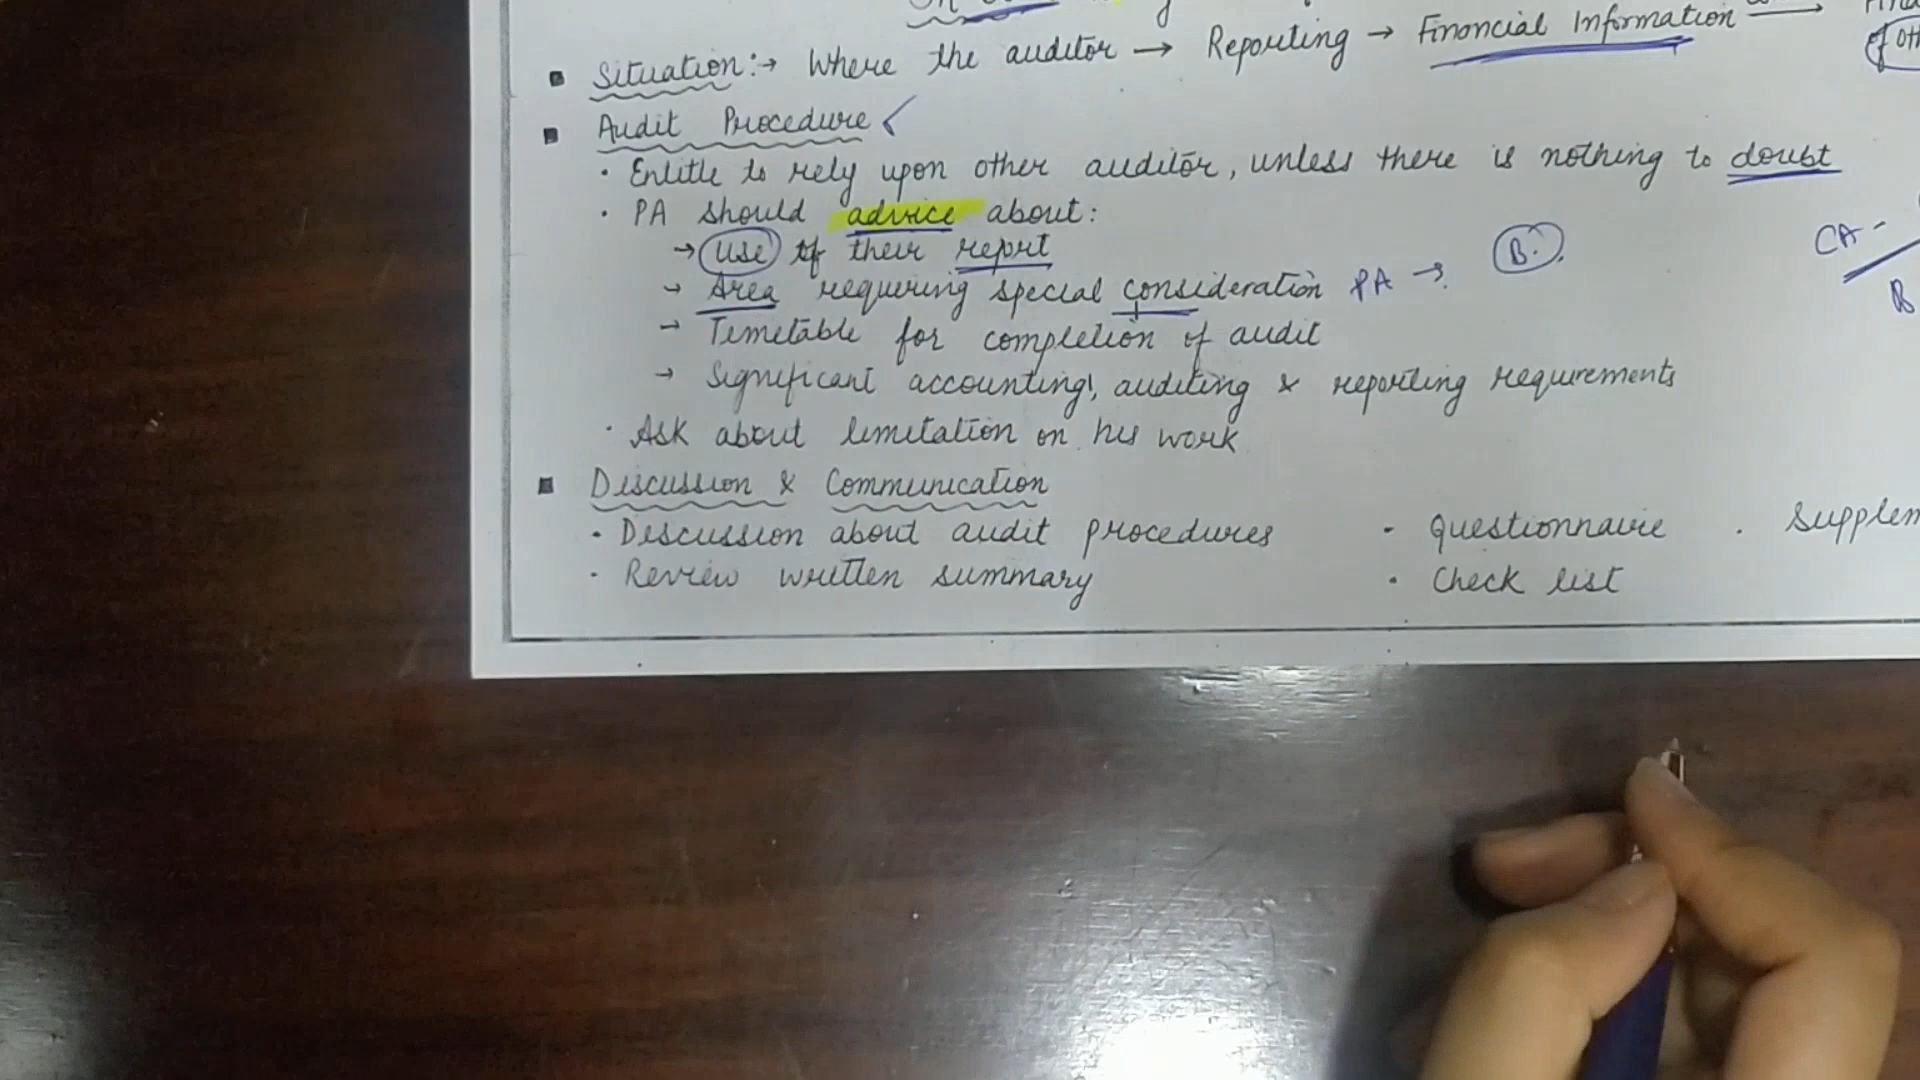 Situation:→ Where the auditor → Reporting → Financial Information →
Audit Procedure
• Entitle to rely upon other auditor, unless there is nothing to doubt
• PA should advice about:
→ Use of their report
→ Area requiring special consideration PA → B.
CA -
B
→ Timetable for completion of audit
→ Significant accounting, auditing & reporting requirements
• Ask about limitation on his work
Discussion & Communication
• Discussion about audit procedures • Questionnaire • Supplem
• Review written summary • Check list